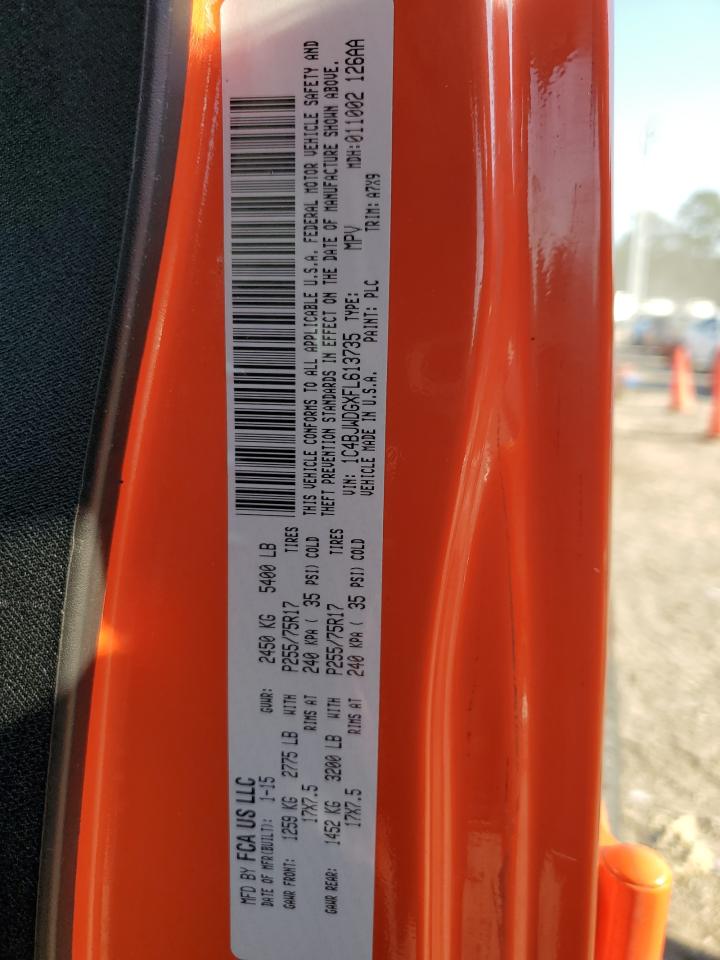 MFD BY FCA US LLC
DATE OF MFR(BUILT): 1-15 GVWR: 2450 KG 5400 LB
GAWR FRONT: 1259 KG 2775 LB WITH P255/75R17 TIRES
17X7.5 RIMS AT 240 KPA ( 35 PSI) COLD
GAWR REAR: 1452 KG 3200 LB WITH P255/75R17 TIRES
17X7.5 RIMS AT 240 KPA ( 35 PSI) COLD
THIS VEHICLE CONFORMS TO ALL APPLICABLE U.S.A. FEDERAL MOTOR VEHICLE SAFETY AND
THEFT PREVENTION STANDARDS IN EFFECT ON THE DATE OF MANUFACTURE SHOWN ABOVE.
VIN: 1C4BJWDGXFL613735 TYPE: MPV MDH:011002 126AA
VEHICLE MADE IN U.S.A. PAINT: PLC TRIM: A7X9